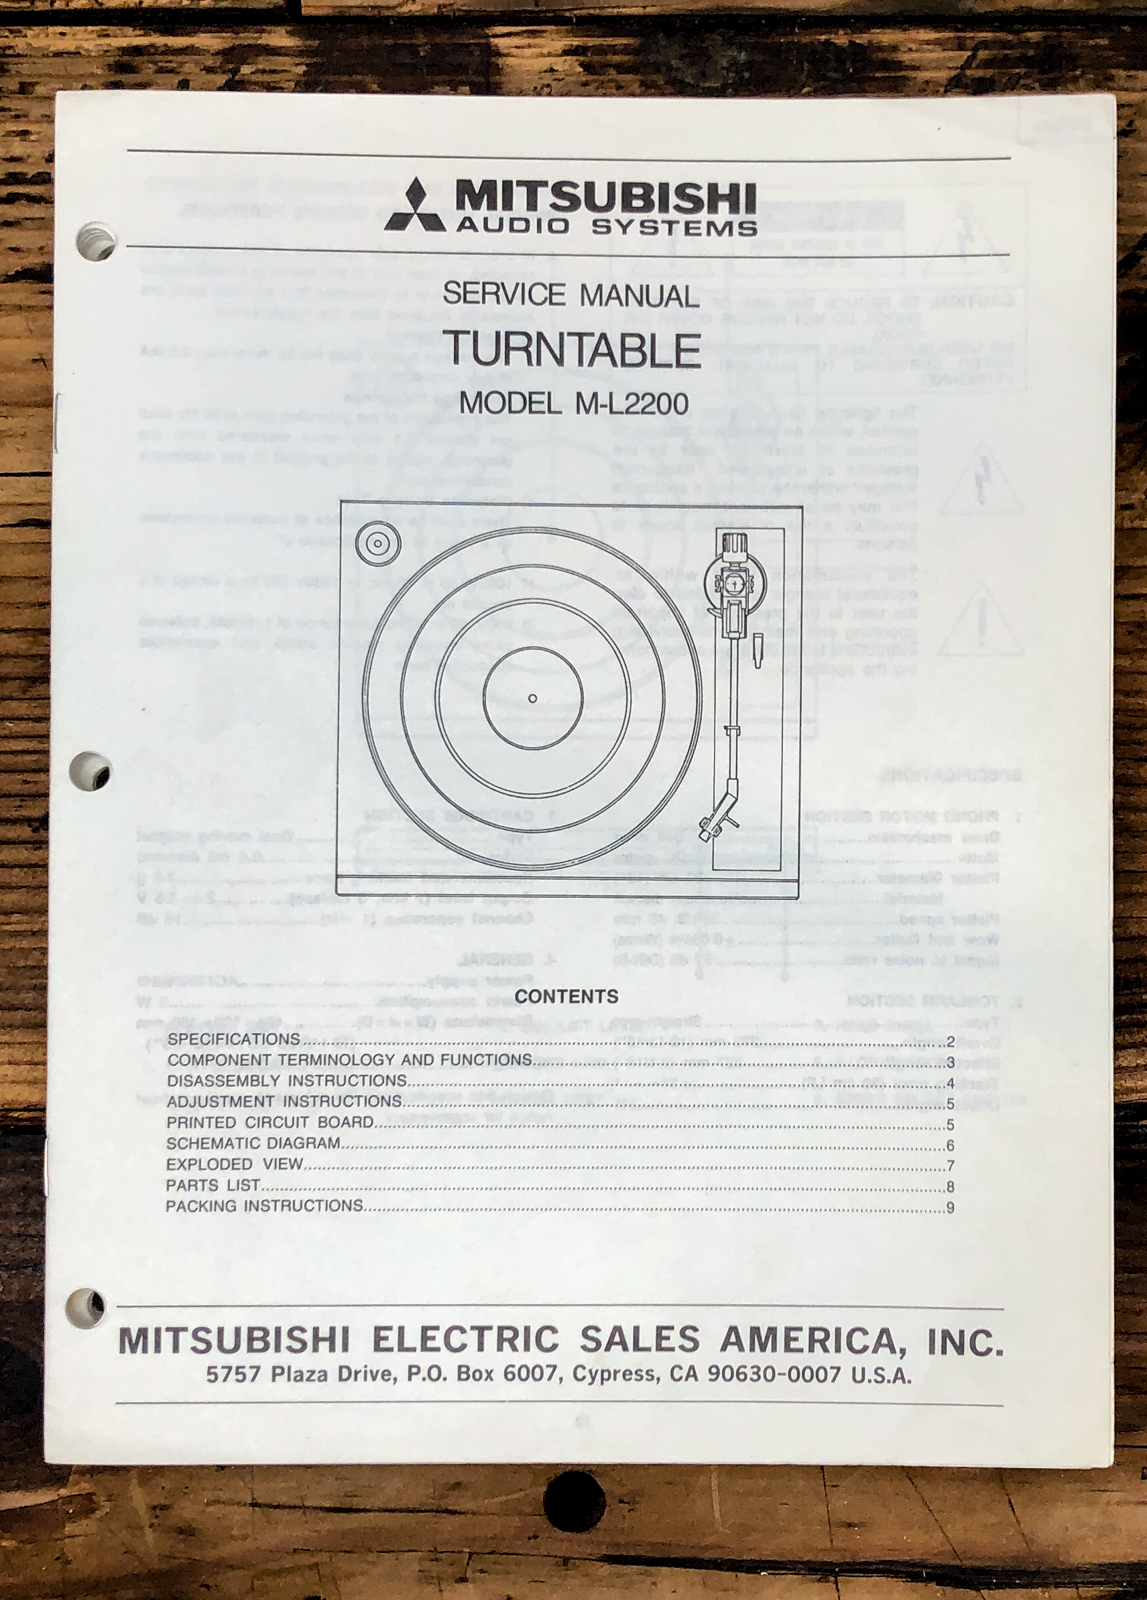 MITSUBISHI
AUDIO SYSTEMS
SERVICE MANUAL
TURNTABLE
MODEL M-L2200
CONTENTS
SPECIFICATIONS........2
COMPONENT TERMINOLOGY AND FUNCTIONS........3
DISASSEMBLY INSTRUCTIONS........4
ADJUSTMENT INSTRUCTIONS........5
PRINTED CIRCUIT BOARD........5
SCHEMATIC DIAGRAM........6
EXPLODED VIEW........7
PARTS LIST........8
PACKING INSTRUCTIONS........9
MITSUBISHI ELECTRIC SALES AMERICA, INC.
5757 Plaza Drive, P.O. Box 6007, Cypress, CA 90630-0007 U.S.A.